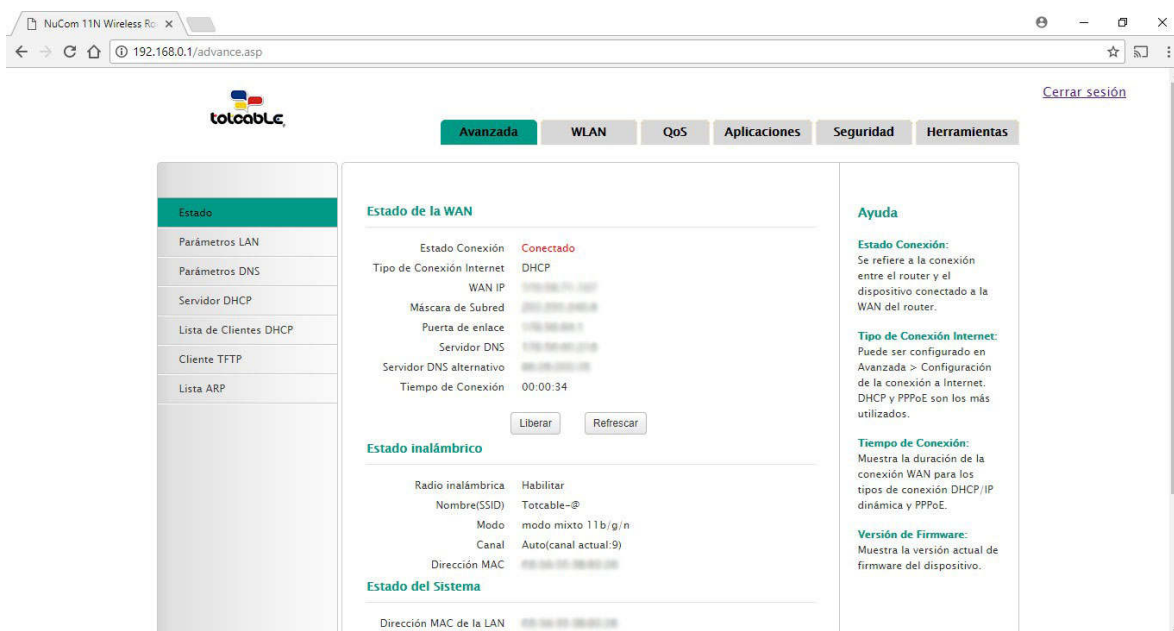 NuCom 11N Wireless Ro
192.168.0.1/advance.asp
Cerrar sesión
totcable
Avanzada WLAN QoS Aplicaciones Seguridad Herramientas
Estado
Parámetros LAN
Parámetros DNS
Servidor DHCP
Lista de Clientes DHCP
Cliente TFTP
Lista ARP
Estado de la WAN
Estado Conexión Conectado
Tipo de Conexión Internet DHCP
WAN IP
Máscara de Subred
Puerta de enlace
Servidor DNS
Servidor DNS alternativo
Tiempo de Conexión 00:00:34
Liberar Refrescar
Estado inalámbrico
Radio inalámbrica Habilitar
Nombre(SSID) Totcable-@
Modo modo mixto 11b/g/n
Canal Auto(canal actual:9)
Dirección MAC
Estado del Sistema
Dirección MAC de la LAN
Ayuda
Estado Conexión:
Se refiere a la conexión
entre el router y el
dispositivo conectado a la
WAN del router.
Tipo de Conexión Internet:
Puede ser configurado en
Avanzada > Configuración
de la conexión a Internet.
DHCP y PPPoE son los más
utilizados.
Tiempo de Conexión:
Muestra la duración de la
conexión WAN para los
tipos de conexión DHCP/IP
dinámica y PPPoE.
Versión de Firmware:
Muestra la versión actual de
firmware del dispositivo.